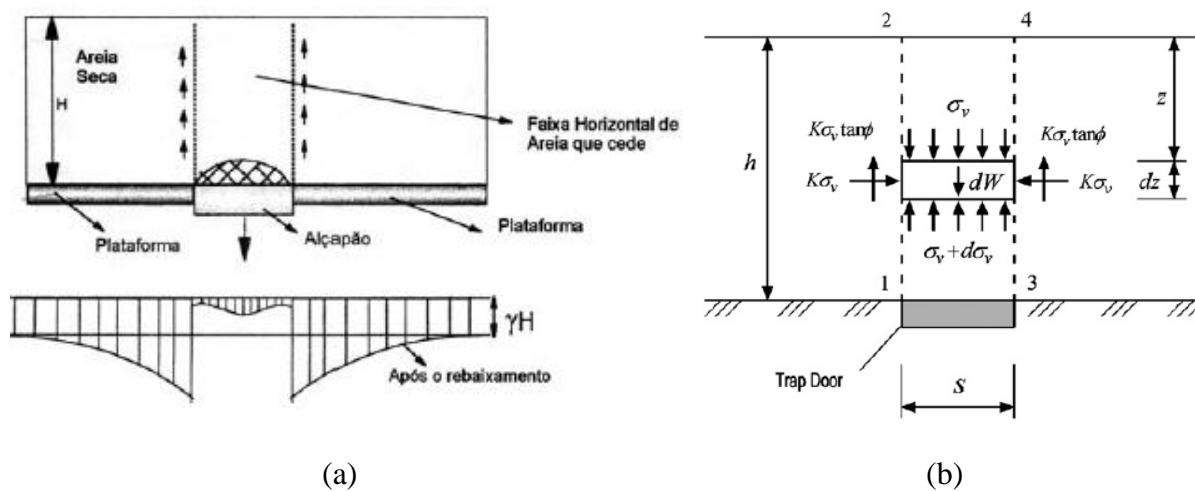 Areia
Seca
H
Faixa Horizontal de
Areia que cede
Plataforma
Alçapão
Plataforma
γH
Após o rebaixamento
(a)
2
4
σᵥ
z
Kσᵥ tanϕ
Kσᵥ tanϕ
h
Kσᵥ
dW
Kσᵥ
dz
σᵥ+dσᵥ
1
3
Trap Door
S
(b)